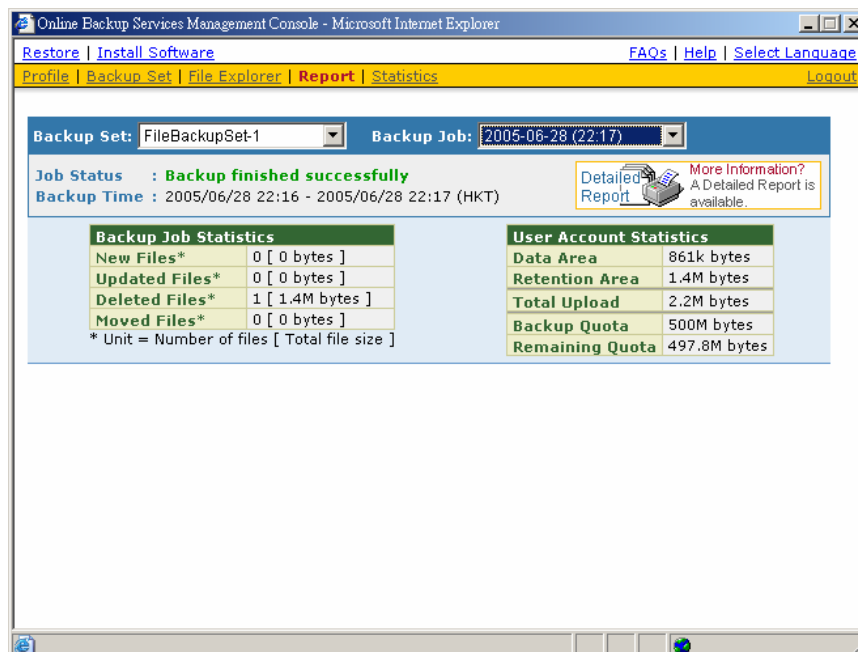 Online Backup Services Management Console - Microsoft Internet Explorer
Restore | Install Software FAQs | Help | Select Language
Profile | Backup Set | File Explorer | Report | Statistics Logout
Backup Set: FileBackupSet-1 Backup Job: 2005-06-28 (22:17)
Job Status : Backup finished successfully
Backup Time : 2005/06/28 22:16 - 2005/06/28 22:17 (HKT)
Detailed Report
More Information?
A Detailed Report is
available.
Backup Job Statistics
New Files* 0 [ 0 bytes ]
Updated Files* 0 [ 0 bytes ]
Deleted Files* 1 [ 1.4M bytes ]
Moved Files* 0 [ 0 bytes ]
* Unit = Number of files [ Total file size ]
User Account Statistics
Data Area 861k bytes
Retention Area 1.4M bytes
Total Upload 2.2M bytes
Backup Quota 500M bytes
Remaining Quota 497.8M bytes